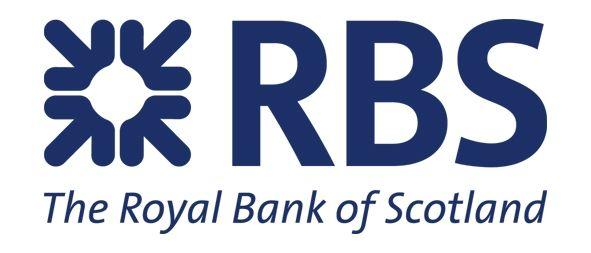 RBS
The Royal Bank of Scotland